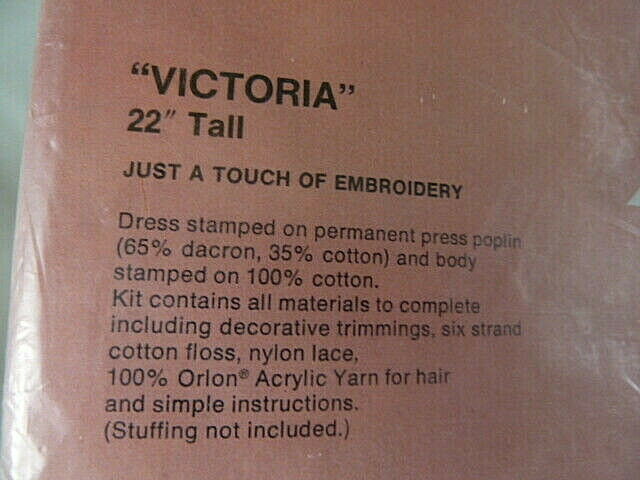 “VICTORIA”
22″ Tall
JUST A TOUCH OF EMBROIDERY
Dress stamped on permanent press poplin
(65% dacron, 35% cotton) and body
stamped on 100% cotton.
Kit contains all materials to complete
including decorative trimmings, six strand
cotton floss, nylon lace,
100% Orlon® Acrylic Yarn for hair
and simple instructions.
(Stuffing not included.)